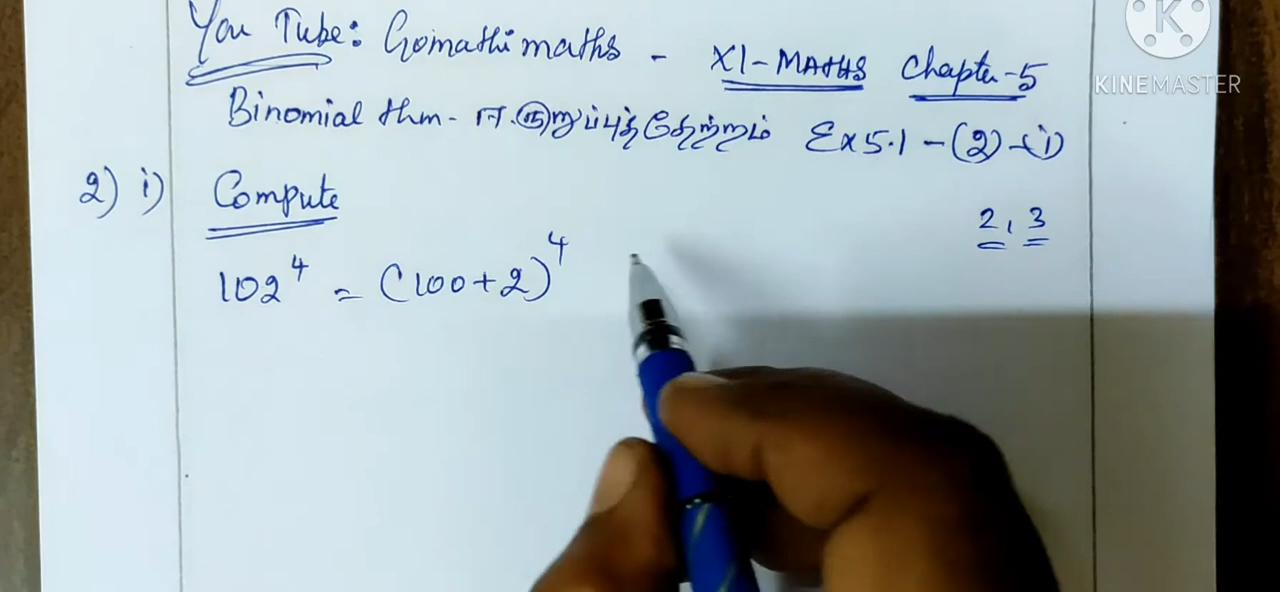 You Tube: Gomathi maths - XI-MATHS Chapter-5
K
KINEMASTER
Binomial thm - ஈ.ருறுப்புத்தேற்றம் Ex 5.1 - (2) - (i)
2) i) Compute
2, 3
102⁴ = (100+2)⁴